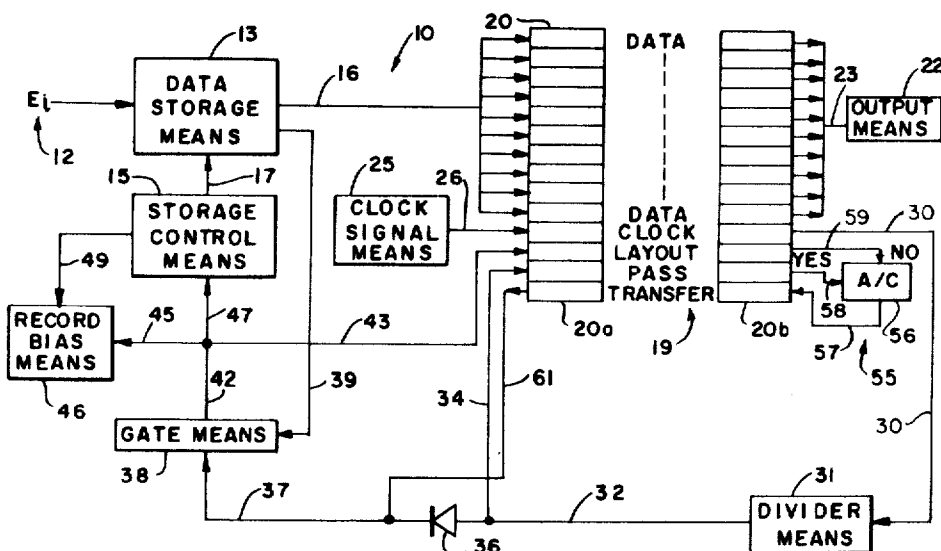 13
10
20
DATA
22
Ei
12
DATA
STORAGE
MEANS
16
23
OUTPUT
MEANS
15
17
25
26
STORAGE
CONTROL
MEANS
CLOCK
SIGNAL
MEANS
DATA
CLOCK
LAYOUT
PASS
TRANSFER
59
30
YES
NO
A/C
49
58
56
RECORD
BIAS
MEANS
45
47
43
20a
19
20b
57
55
46
42
39
34
61
GATE MEANS
38
30
37
32
31
36
DIVIDER
MEANS